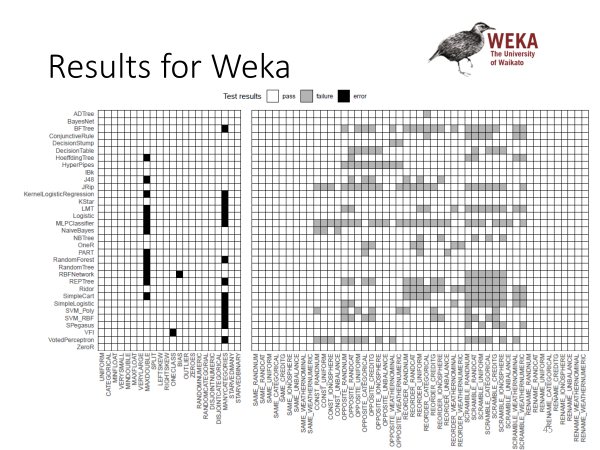 WEKA
The University
of Waikato
Results for Weka
Test results pass failure error
ADTree
BayesNet
BFTree
ConjunctiveRule
DecisionStump
DecisionTable
HoeffdingTree
HyperPipes
IBk
J48
JRip
KernelLogisticRegression
KStar
LMT
Logistic
MLPClassifier
NaiveBayes
NBTree
OneR
PART
RandomForest
RandomTree
RBFNetwork
REPTree
Ridor
SimpleCart
SimpleLogistic
SVM_Poly
SVM_RBF
SPegasus
VFI
VotedPerceptron
ZeroR
UNIFORM
CATEGORICAL
MINFLOAT
VERYSMALL
MINDOUBLE
MAXFLOAT
VERYLARGE
MAXDOUBLE
SPLIT
LEFTSKEW
RIGHTSKEW
ONECLASS
BIAS
OUTLIER
ZEROES
RANDNUMERIC
RANDCATEGORIAL
DISJOINTNUMERIC
DISJOINTCATEGORICAL
MANYCATEGORIES
STARVEDMANY
STARVEDBINARY
SAME_RANDNUM
SAME_RANDCAT
SAME_UNIFORM
SAME_CATEGORICAL
SAME_CREDITG
SAME_IONOSPHERE
SAME_UNBALANCE
SAME_WEATHERNOMINAL
SAME_WEATHERNUMERIC
CONST_RANDNUM
CONST_UNIFORM
CONST_IONOSPHERE
CONST_UNBALANCE
OPPOSITE_RANDNUM
OPPOSITE_RANDCAT
OPPOSITE_UNIFORM
OPPOSITE_CATEGORICAL
OPPOSITE_CREDITG
OPPOSITE_IONOSPHERE
OPPOSITE_UNBALANCE
OPPOSITE_WEATHERNOMINAL
OPPOSITE_WEATHERNUMERIC
REORDER_RANDNUM
REORDER_RANDCAT
REORDER_UNIFORM
REORDER_CATEGORICAL
REORDER_CREDITG
REORDER_IONOSPHERE
REORDER_UNBALANCE
REORDER_WEATHERNOMINAL
REORDER_WEATHERNUMERIC
SCRAMBLE_RANDNUM
SCRAMBLE_RANDCAT
SCRAMBLE_UNIFORM
SCRAMBLE_CATEGORICAL
SCRAMBLE_CREDITG
SCRAMBLE_IONOSPHERE
SCRAMBLE_UNBALANCE
SCRAMBLE_WEATHERNOMINAL
SCRAMBLE_WEATHERNUMERIC
RENAME_RANDNUM
RENAME_RANDCAT
RENAME_UNIFORM
RENAME_CATEGORICAL
RENAME_CREDITG
RENAME_IONOSPHERE
RENAME_UNBALANCE
RENAME_WEATHERNOMINAL
RENAME_WEATHERNUMERIC